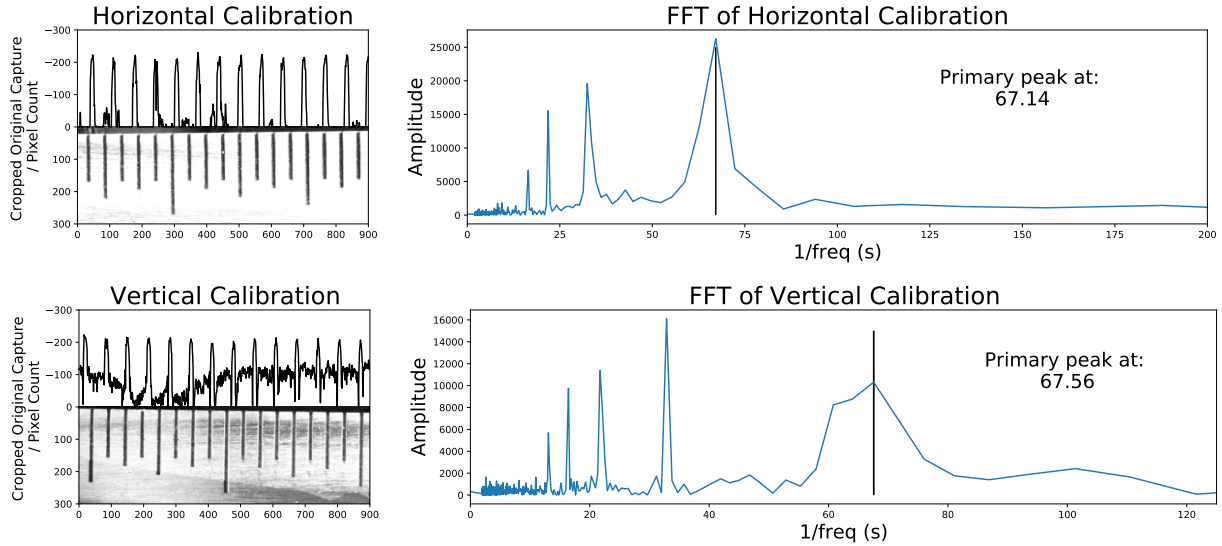 Horizontal Calibration
Cropped Original Capture
/ Pixel Count
−300
−200
−100
0
100
200
300
0 100 200 300 400 500 600 700 800 900
FFT of Horizontal Calibration
Amplitude
25000
20000
15000
10000
5000
0
Primary peak at:
67.14
0 25 50 75 100 125 150 175 200
1/freq (s)
Vertical Calibration
Cropped Original Capture
/ Pixel Count
−300
−200
−100
0
100
200
300
0 100 200 300 400 500 600 700 800 900
FFT of Vertical Calibration
Amplitude
16000
14000
12000
10000
8000
6000
4000
2000
0
Primary peak at:
67.56
0 20 40 60 80 100 120
1/freq (s)